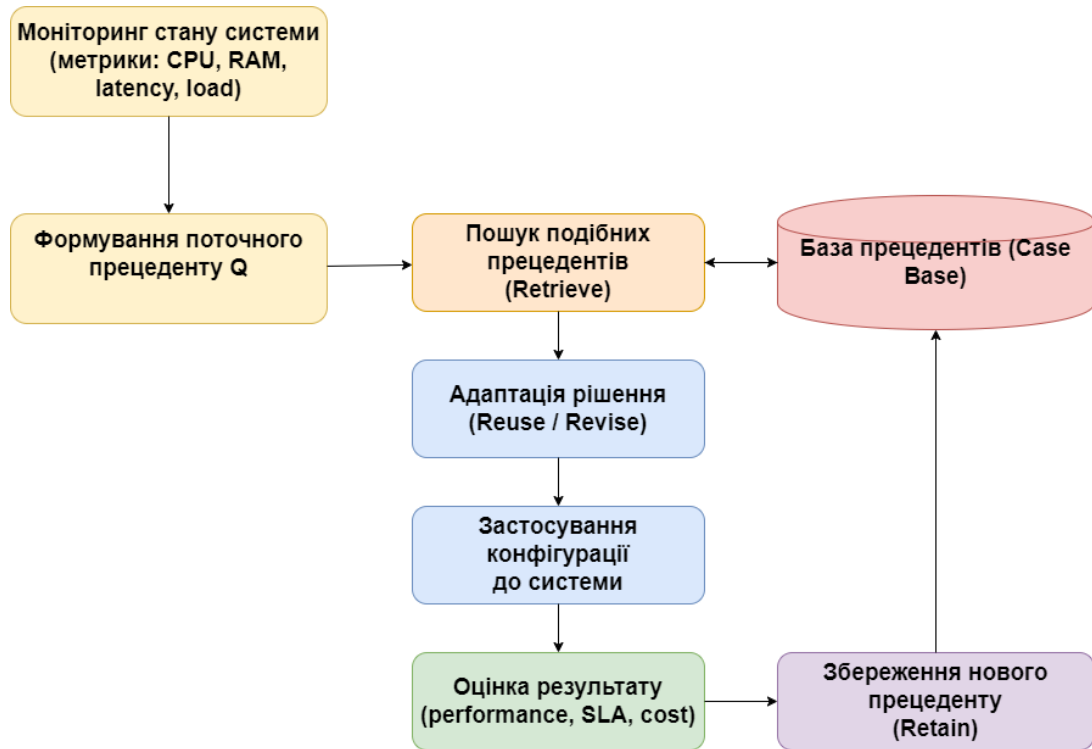 Моніторинг стану системи
(метрики: CPU, RAM,
latency, load)
Формування поточного
прецеденту Q
Пошук подібних
прецедентів
(Retrieve)
База прецедентів (Case
Base)
Адаптація рішення
(Reuse / Revise)
Застосування
конфігурації
до системи
Оцінка результату
(performance, SLA, cost)
Збереження нового
прецеденту
(Retain)